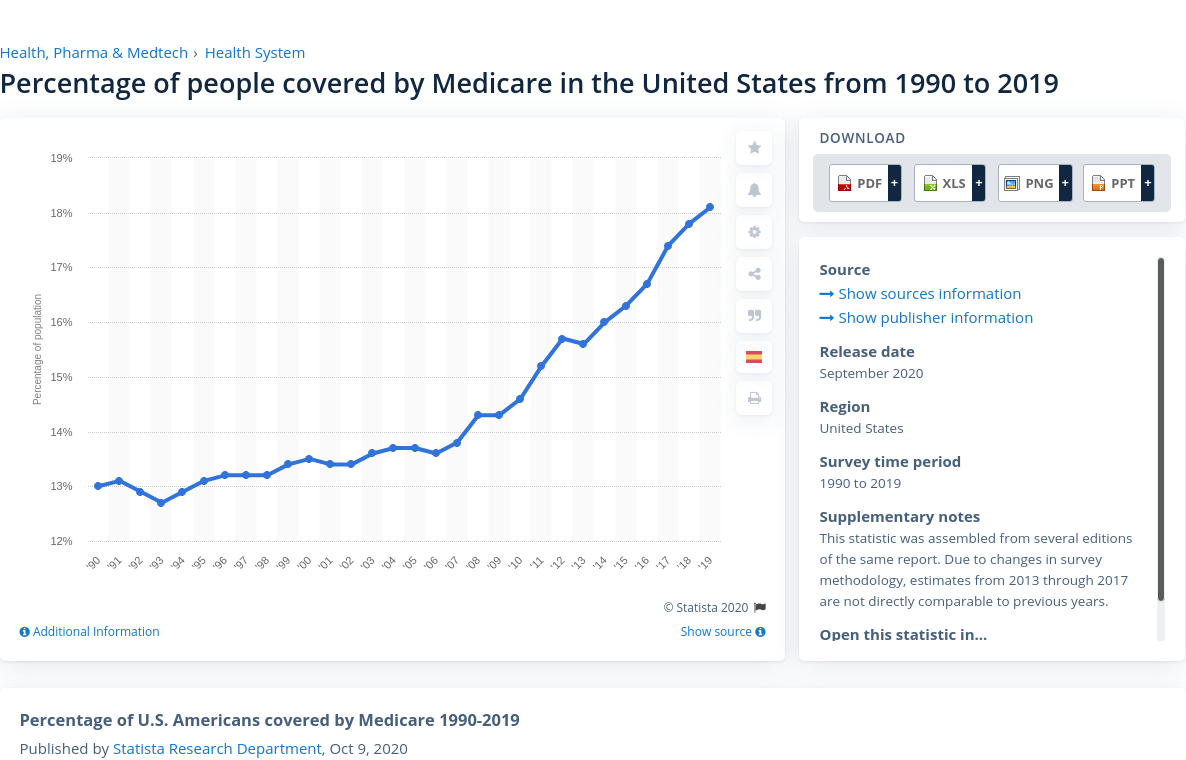 Health, Pharma & Medtech › Health System
Percentage of people covered by Medicare in the United States from 1990 to 2019
19%
18%
17%
16%
15%
14%
13%
12%
Percentage of population
'90 '91 '92 '93 '94 '95 '96 '97 '98 '99 '00 '01 '02 '03 '04 '05 '06 '07 '08 '09 '10 '11 '12 '13 '14 '15 '16 '17 '18 '19
© Statista 2020
Additional Information
Show source
DOWNLOAD
PDF + XLS + PNG + PPT +
Source
Show sources information
Show publisher information
Release date
September 2020
Region
United States
Survey time period
1990 to 2019
Supplementary notes
This statistic was assembled from several editions
of the same report. Due to changes in survey
methodology, estimates from 2013 through 2017
are not directly comparable to previous years.
Open this statistic in...
Percentage of U.S. Americans covered by Medicare 1990-2019
Published by Statista Research Department, Oct 9, 2020